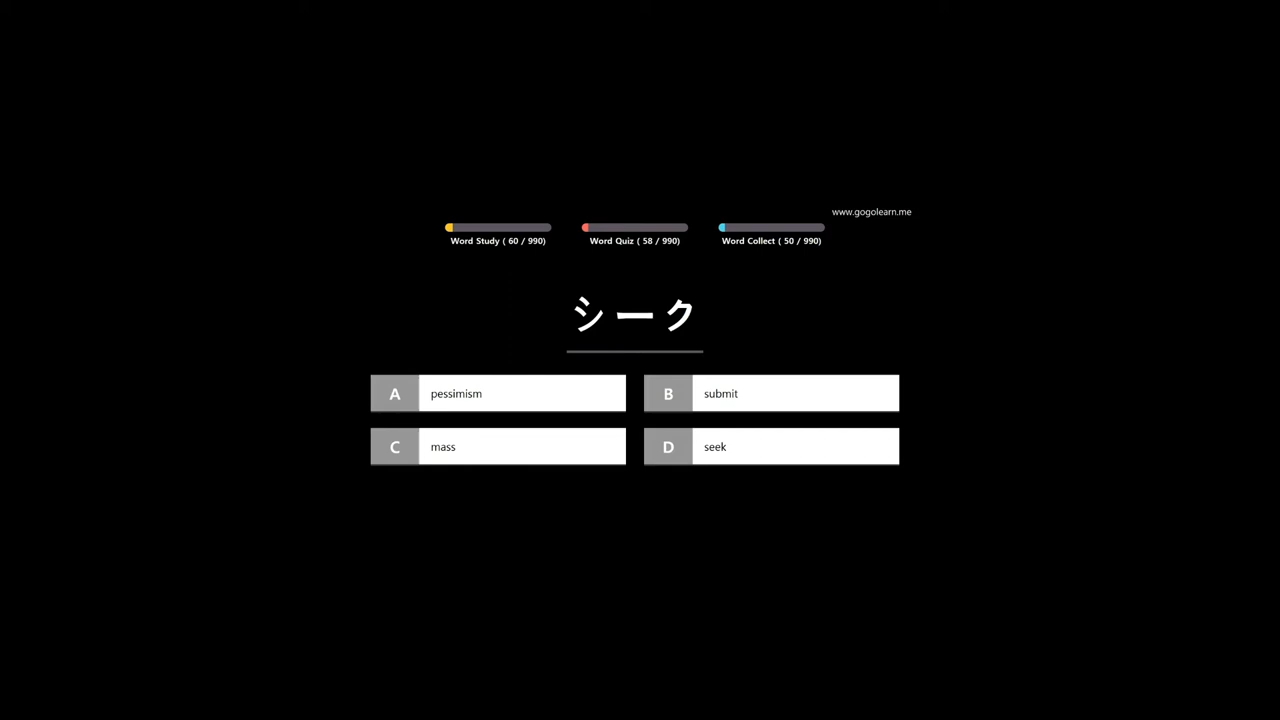 www.gogolearn.me
Word Study ( 60 / 990)
Word Quiz ( 58 / 990)
Word Collect ( 50 / 990)
シーク
A pessimism
B submit
C mass
D seek